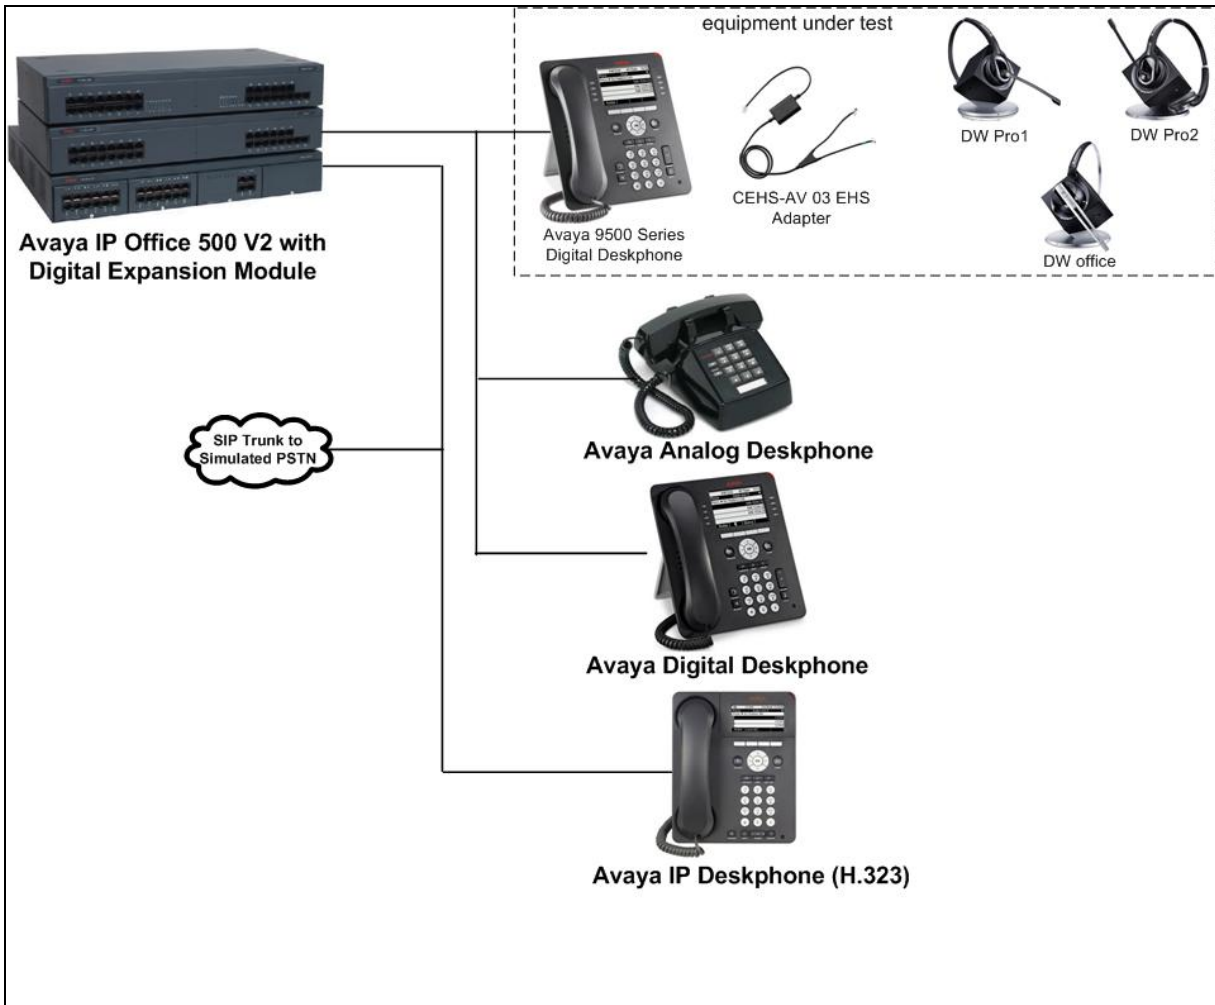 equipment under test
DW Pro1
DW Pro2
CEHS-AV 03 EHS
Adapter
Avaya 9500 Series
Digital Deskphone
DW office
Avaya IP Office 500 V2 with
Digital Expansion Module
SIP Trunk to
Simulated PSTN
Avaya Analog Deskphone
Avaya Digital Deskphone
Avaya IP Deskphone (H.323)